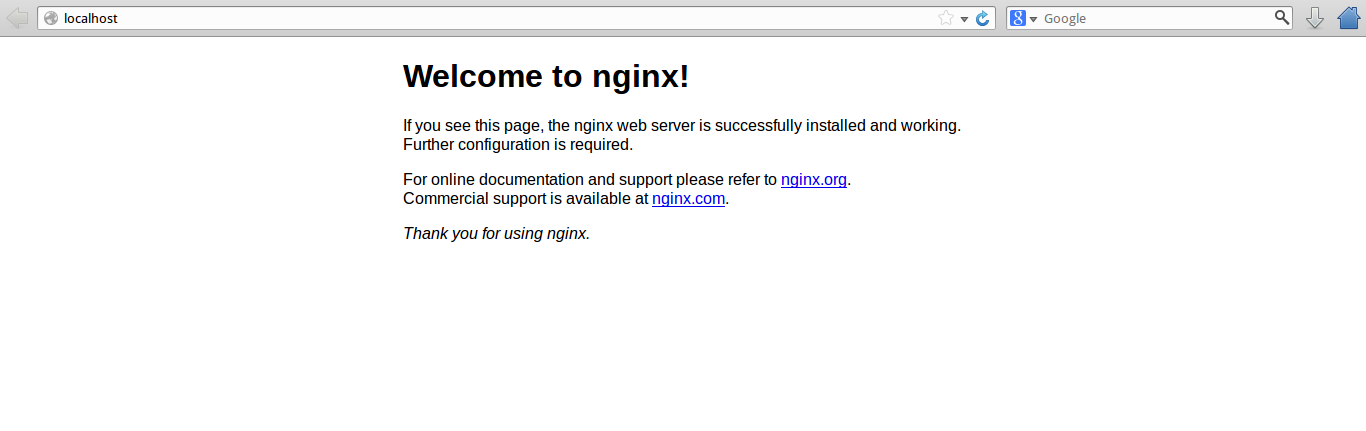 localhost
Google
Welcome to nginx!
If you see this page, the nginx web server is successfully installed and working.
Further configuration is required.
For online documentation and support please refer to nginx.org.
Commercial support is available at nginx.com.
Thank you for using nginx.